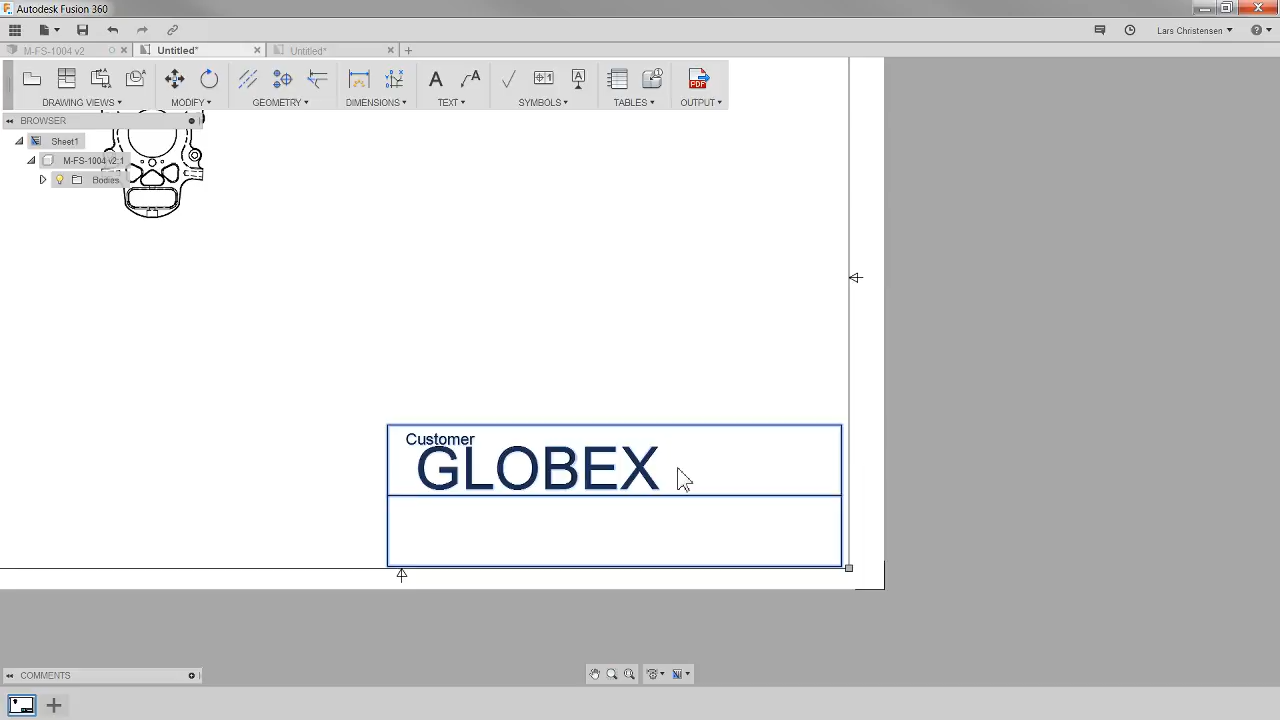 Autodesk Fusion 360
M-FS-1004 v2
Untitled*
Untitled*
Lars Christensen
DRAWING VIEWS
MODIFY
GEOMETRY
DIMENSIONS
TEXT
SYMBOLS
TABLES
OUTPUT
BROWSER
Sheet1
M-FS-1004 v2:1
Bodies
Customer
GLOBEX
COMMENTS